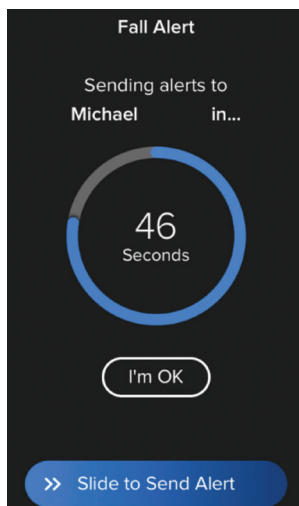 Fall Alert
Sending alerts to
Michael in...
46
Seconds
I'm OK
Slide to Send Alert